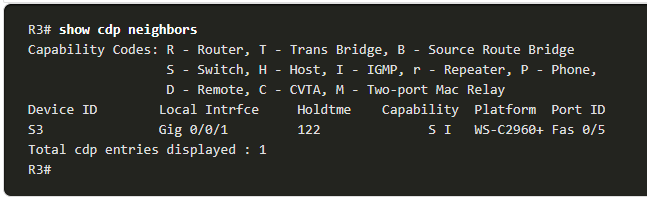 R3# show cdp neighbors
Capability Codes: R - Router, T - Trans Bridge, B - Source Route Bridge
S - Switch, H - Host, I - IGMP, r - Repeater, P - Phone,
D - Remote, C - CVTA, M - Two-port Mac Relay
Device ID Local Intrfce Holdtme Capability Platform Port ID
S3 Gig 0/0/1 122 S I WS-C2960+ Fas 0/5
Total cdp entries displayed : 1
R3#